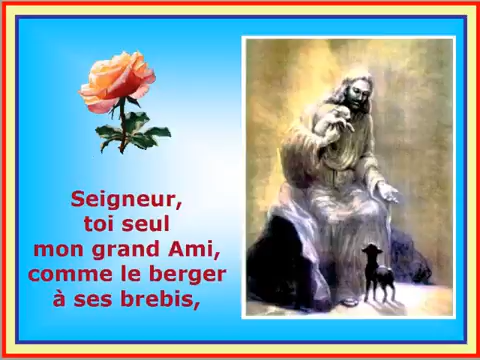 Seigneur,
toi seul
mon grand Ami,
comme le berger
à ses brebis,